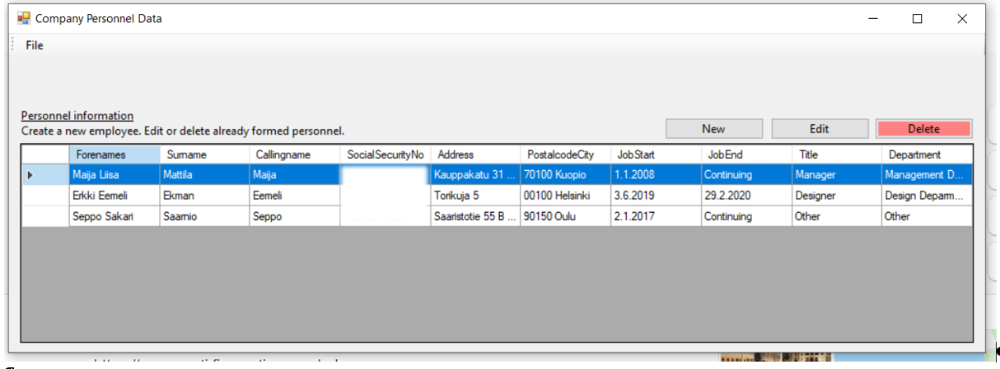 Company Personnel Data
File
Personnel information
Create a new employee. Edit or delete already formed personnel.
New Edit Delete
Forenames Surname Callingname SocialSecurityNo Address PostalcodeCity JobStart JobEnd Title Department
Maija Liisa Mattila Maija Kauppakatu 31 ... 70100 Kuopio 1.1.2008 Continuing Manager Management D...
Erkki Eemeli Ekman Eemeli Torikuja 5 00100 Helsinki 3.6.2019 29.2.2020 Designer Design Deparm...
Seppo Sakari Saarnio Seppo Saaristotie 55 B ... 90150 Oulu 2.1.2017 Continuing Other Other